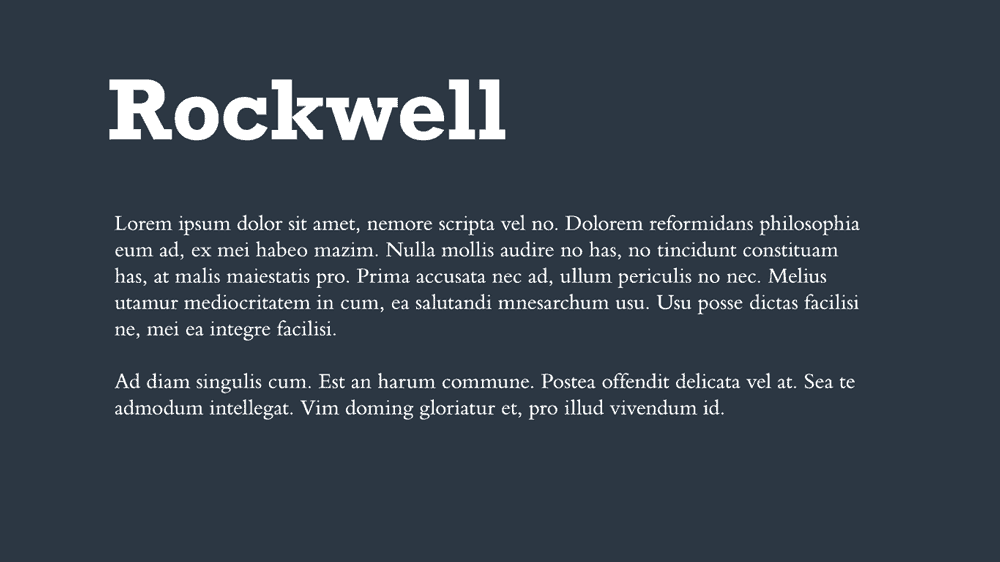 Rockwell
Lorem ipsum dolor sit amet, nemore scripta vel no. Dolorem reformidans philosophia
eum ad, ex mei habeo mazim. Nulla mollis audire no has, no tincidunt constituam
has, at malis maiestatis pro. Prima accusata nec ad, ullum periculis no nec. Melius
utamur mediocritatem in cum, ea salutandi mnesarchum usu. Usu posse dictas facilisi
ne, mei ea integre facilisi.
Ad diam singulis cum. Est an harum commune. Postea offendit delicata vel at. Sea te
admodum intellegat. Vim doming gloriatur et, pro illud vivendum id.